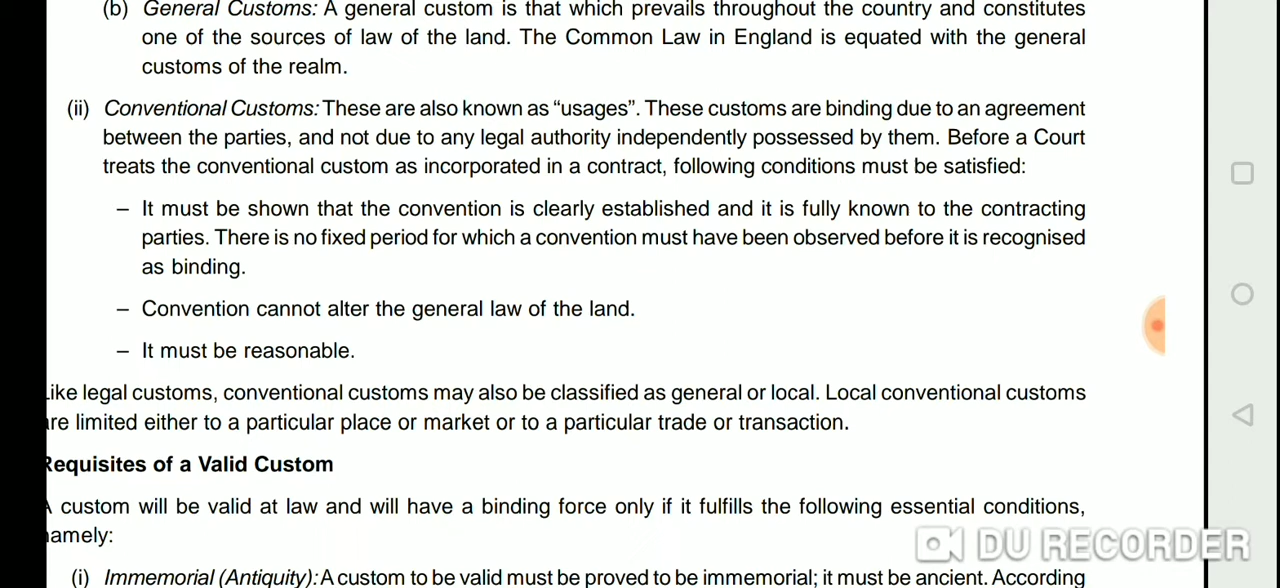 (b) General Customs: A general custom is that which prevails throughout the country and constitutes
one of the sources of law of the land. The Common Law in England is equated with the general
customs of the realm.
(ii) Conventional Customs: These are also known as “usages”. These customs are binding due to an agreement
between the parties, and not due to any legal authority independently possessed by them. Before a Court
treats the conventional custom as incorporated in a contract, following conditions must be satisfied:
– It must be shown that the convention is clearly established and it is fully known to the contracting
parties. There is no fixed period for which a convention must have been observed before it is recognised
as binding.
– Convention cannot alter the general law of the land.
– It must be reasonable.
Like legal customs, conventional customs may also be classified as general or local. Local conventional customs
are limited either to a particular place or market or to a particular trade or transaction.
Requisites of a Valid Custom
A custom will be valid at law and will have a binding force only if it fulfills the following essential conditions,
namely:
DU RECORDER
(i) Immemorial (Antiquity): A custom to be valid must be proved to be immemorial; it must be ancient. According